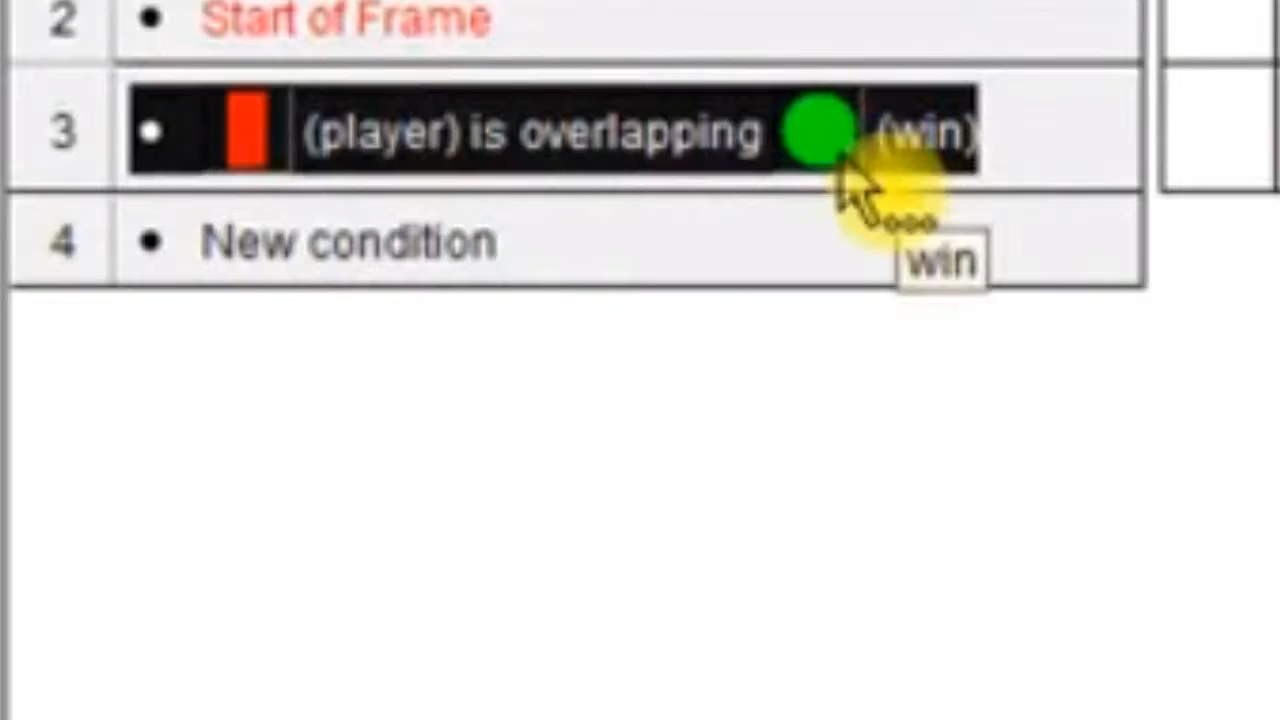 2 • Start of Frame
3 • (player) is overlapping (win)
4 • New condition
win